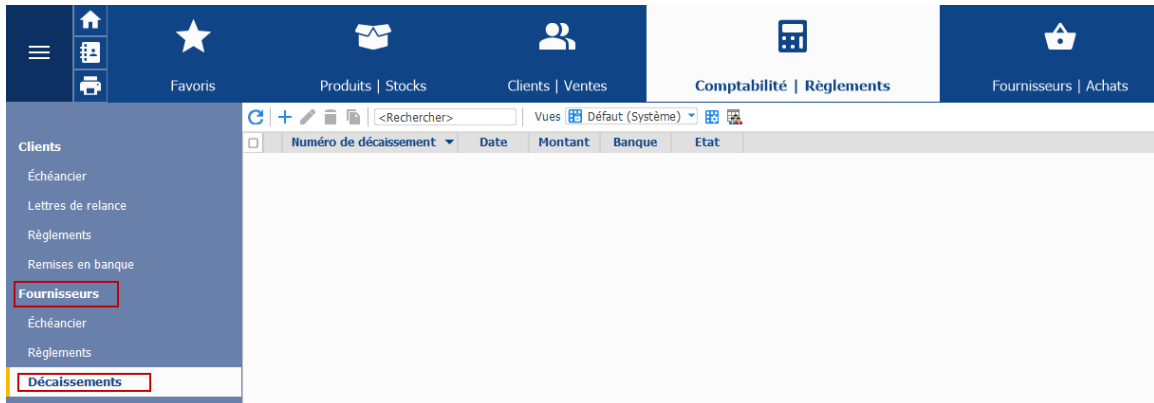 Favoris
Produits | Stocks
Clients | Ventes
Comptabilité | Règlements
Fournisseurs | Achats
<Rechercher>
Vues
Défaut (Système)
Numéro de décaissement
Date
Montant
Banque
Etat
Clients
Échéancier
Lettres de relance
Règlements
Remises en banque
Fournisseurs
Échéancier
Règlements
Décaissements